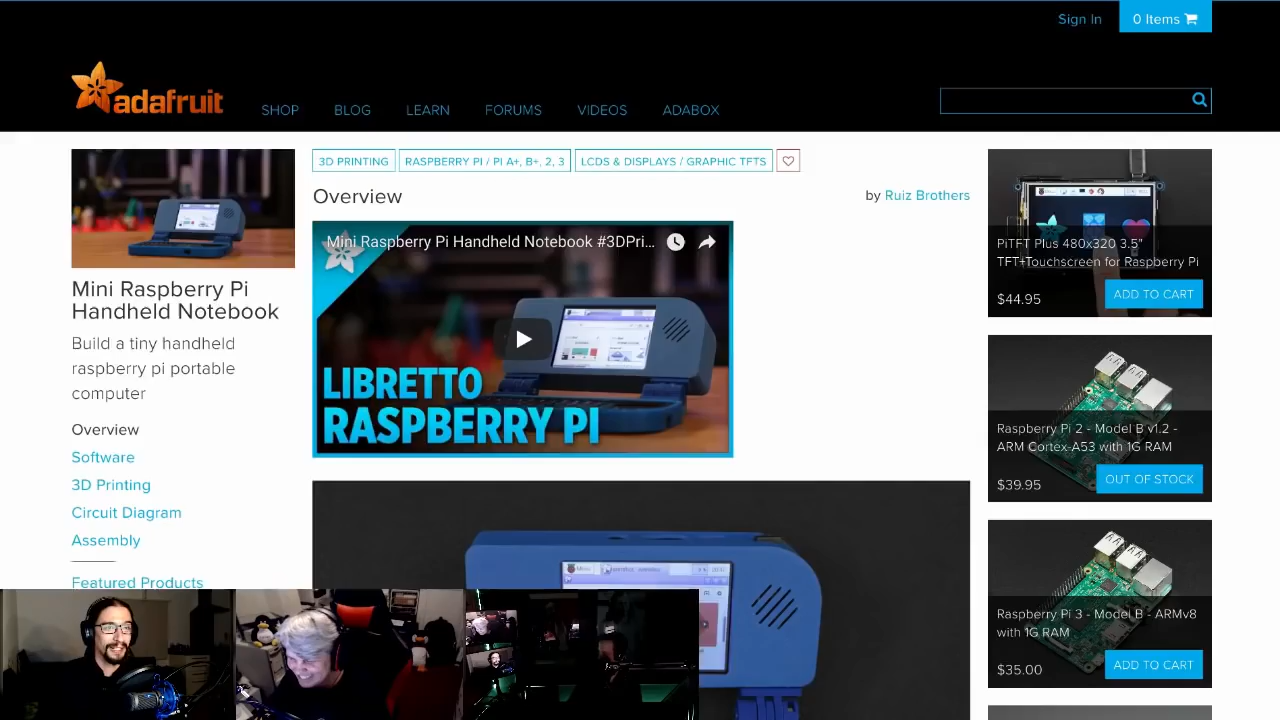 Sign In
0 Items
adafruit
SHOP
BLOG
LEARN
FORUMS
VIDEOS
ADABOX
3D PRINTING
RASPBERRY PI / PI A+, B+, 2, 3
LCDS & DISPLAYS / GRAPHIC TFTS
Overview
by Ruiz Brothers
Mini Raspberry Pi Handheld Notebook #3DPri...
LIBRETTO
RASPBERRY PI
Mini Raspberry Pi
Handheld Notebook
Build a tiny handheld
raspberry pi portable
computer
Overview
Software
3D Printing
Circuit Diagram
Assembly
Featured Products
PiTFT Plus 480x320 3.5"
TFT+Touchscreen for Raspberry Pi
$44.95
ADD TO CART
Raspberry Pi 2 - Model B v1.2 -
ARM Cortex-A53 with 1G RAM
$39.95
OUT OF STOCK
Raspberry Pi 3 - Model B - ARMv8
with 1G RAM
$35.00
ADD TO CART